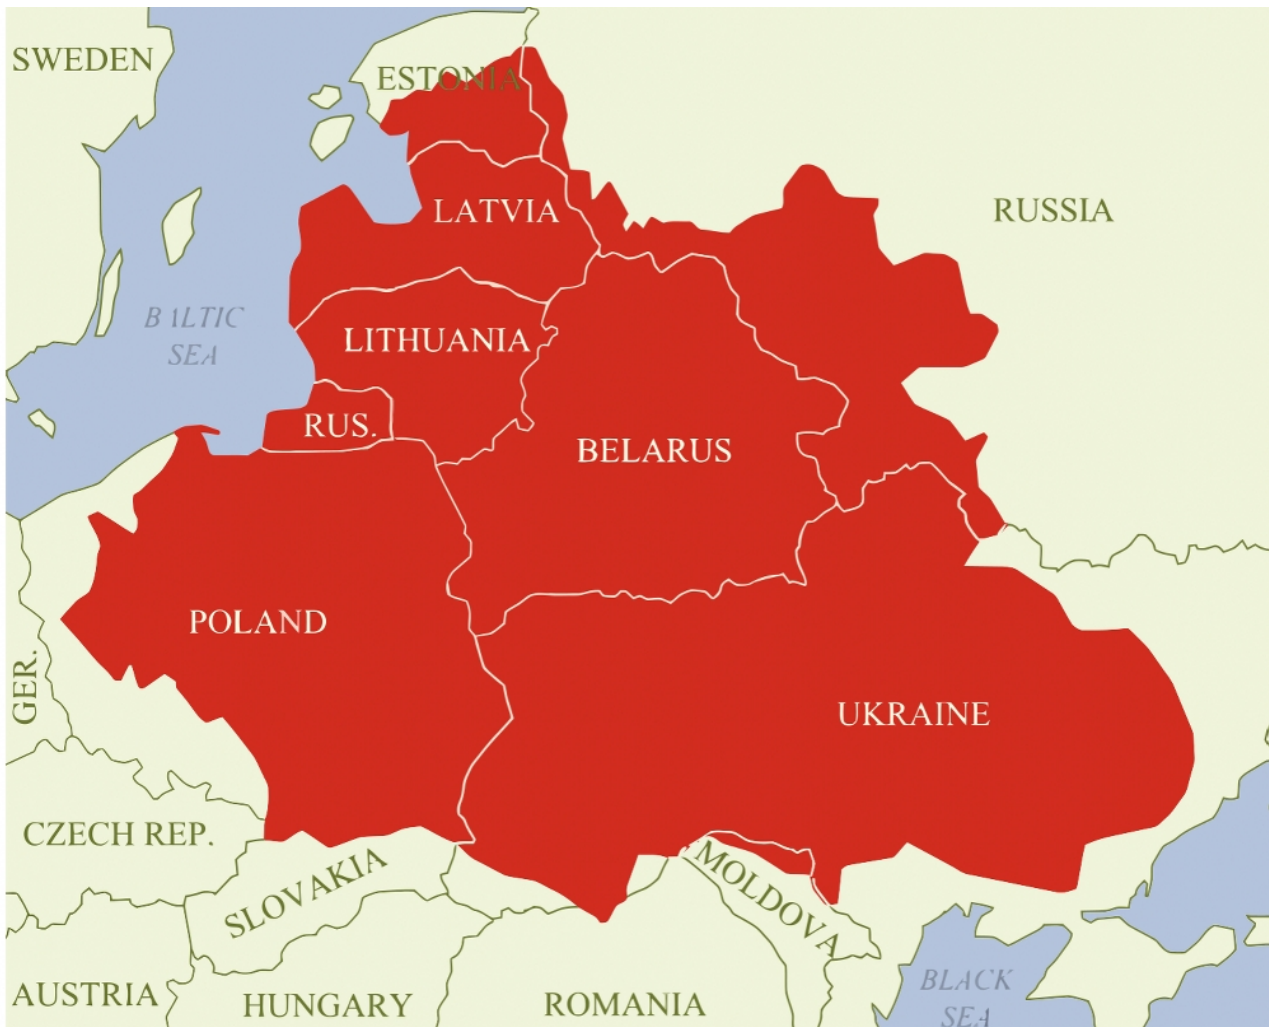 SWEDEN
ESTONIA
LATVIA
RUSSIA
BALTIC
SEA
LITHUANIA
RUS.
BELARUS
POLAND
GER.
UKRAINE
CZECH REP.
SLOVAKIA
MOLDOVA
AUSTRIA
HUNGARY
ROMANIA
BLACK
SEA